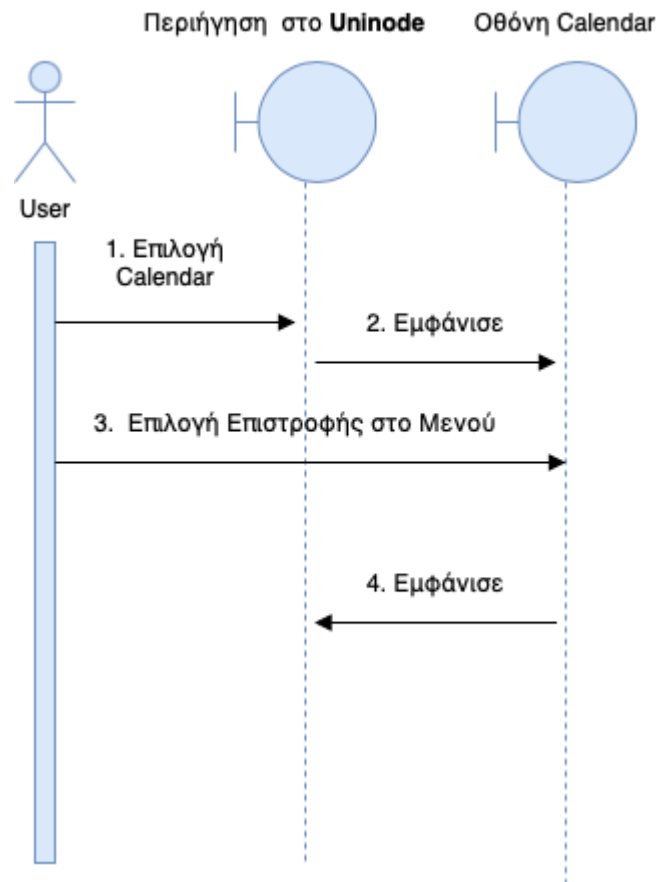 Περιήγηση στο Uninode
Οθόνη Calendar
User
1. Επιλογή
Calendar
2. Εμφάνισε
3. Επιλογή Επιστροφής στο Μενού
4. Εμφάνισε